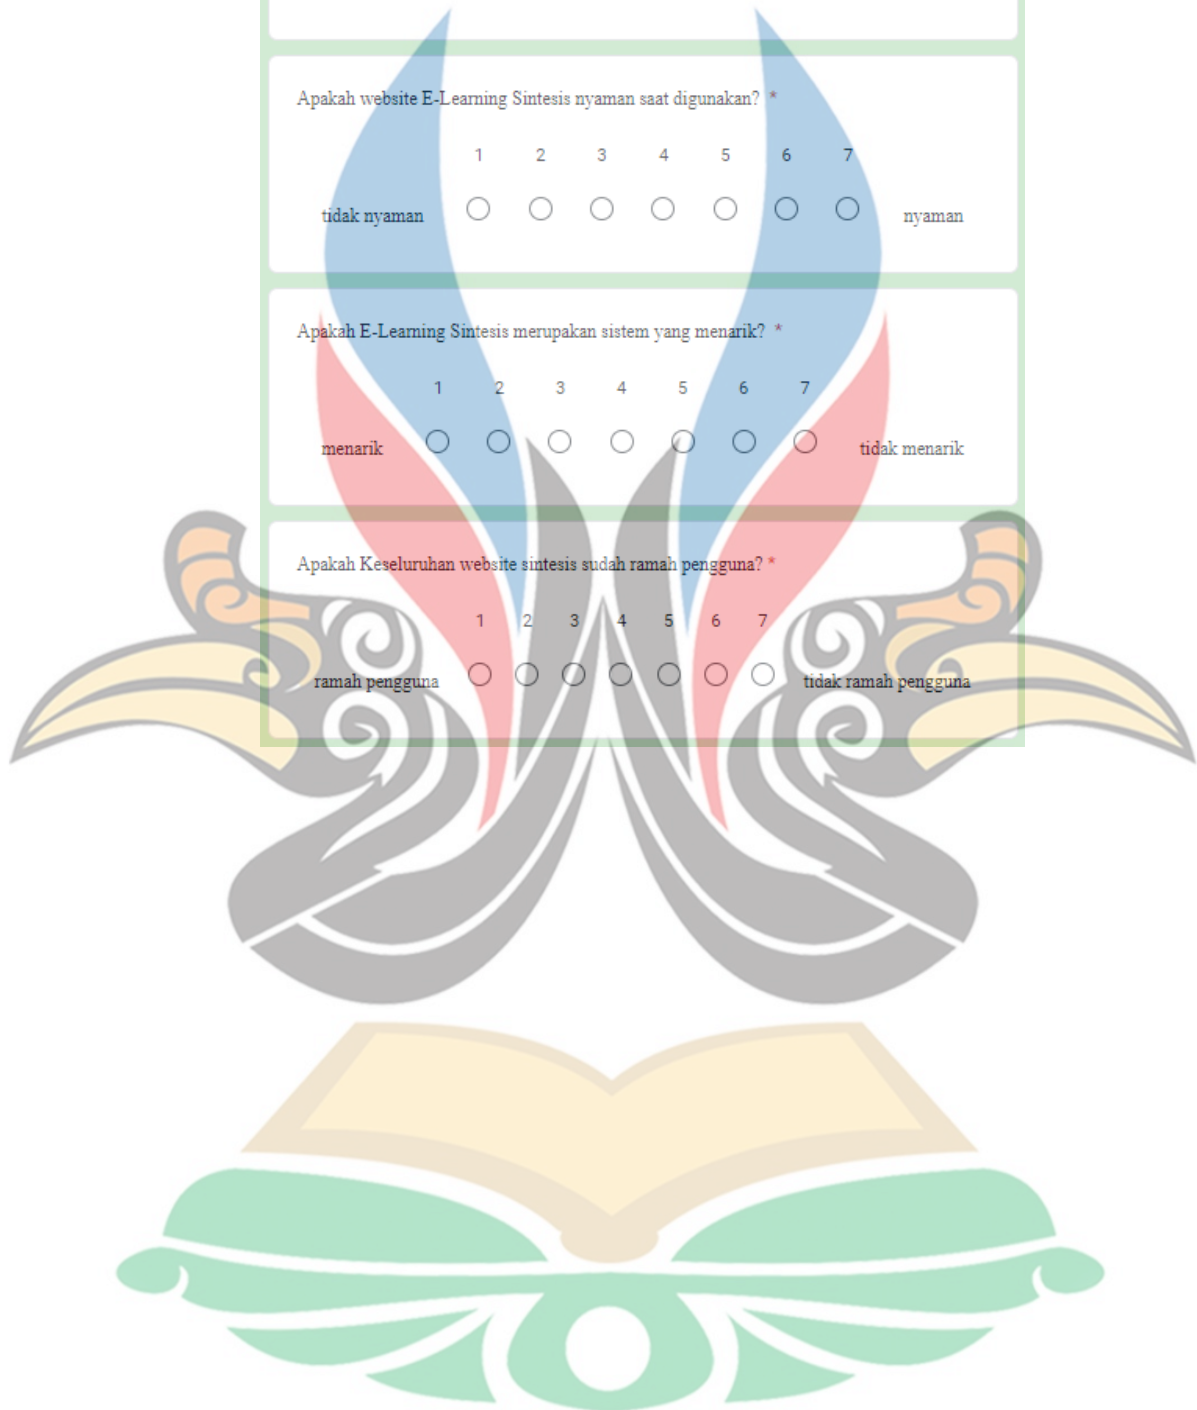 Apakah website E-Learning Sintesis nyaman saat digunakan? *
1 2 3 4 5 6 7
tidak nyaman nyaman
Apakah E-Learning Sintesis merupakan sistem yang menarik? *
1 2 3 4 5 6 7
menarik tidak menarik
Apakah Keseluruhan website sintesis sudah ramah pengguna? *
1 2 3 4 5 6 7
ramah pengguna tidak ramah pengguna